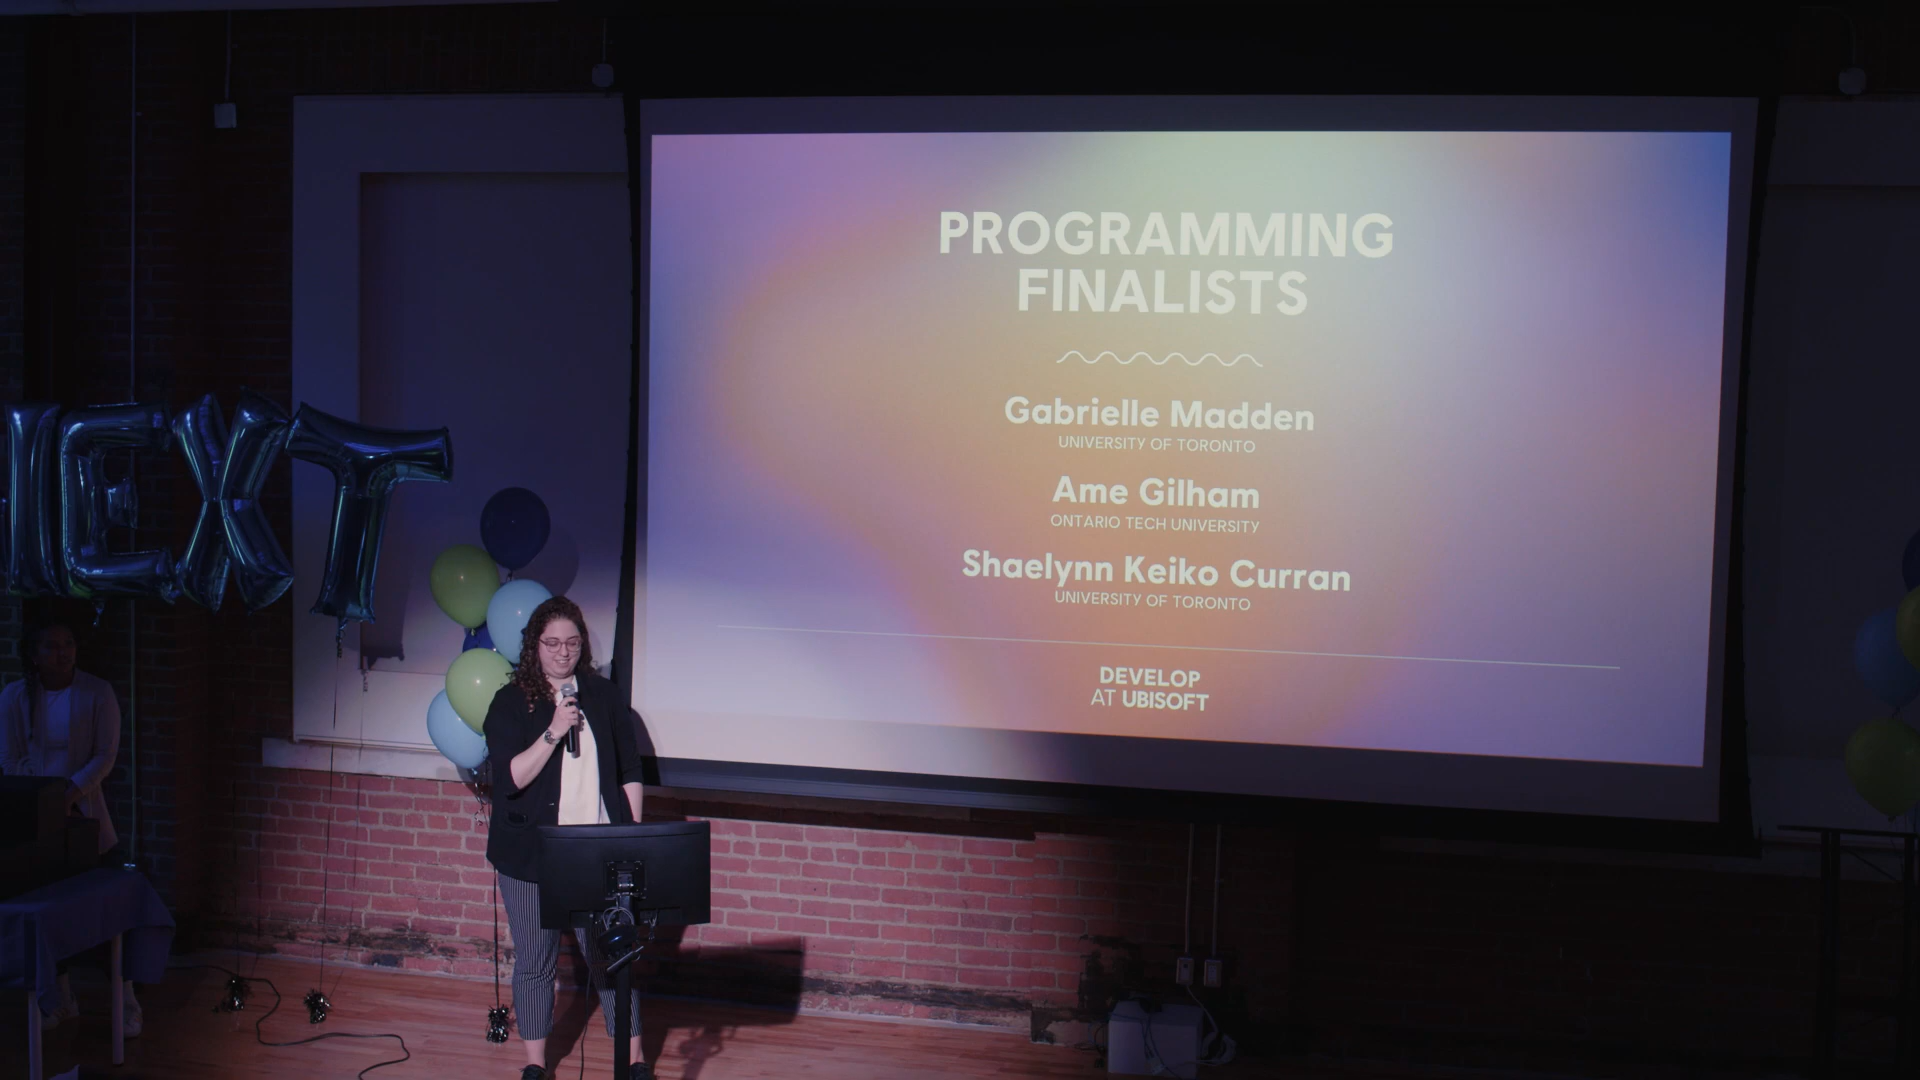 PROGRAMMING
FINALISTS
Gabrielle Madden
UNIVERSITY OF TORONTO
Ame Gilham
ONTARIO TECH UNIVERSITY
Shaelynn Keiko Curran
UNIVERSITY OF TORONTO
DEVELOP
AT UBISOFT
EXT